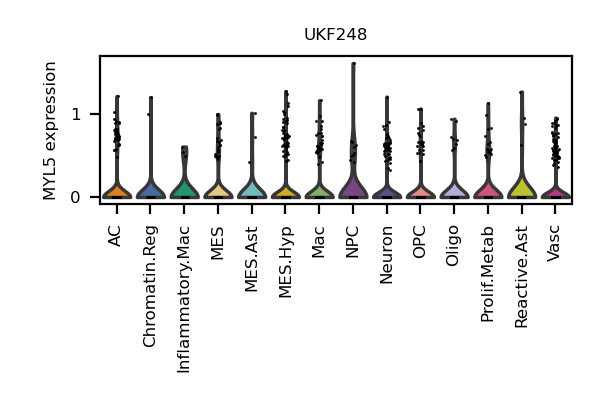 UKF248
MYL5 expression
1
0
AC
Chromatin.Reg
Inflammatory.Mac
MES
MES.Ast
MES.Hyp
Mac
NPC
Neuron
OPC
Oligo
Prolif.Metab
Reactive.Ast
Vasc